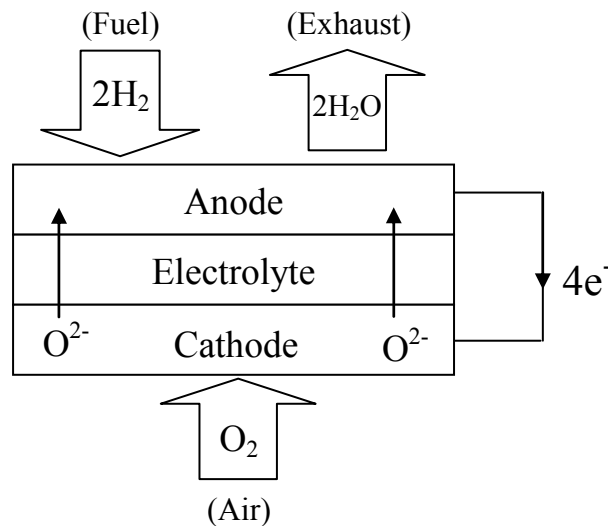 (Fuel) (Exhaust)
2H₂ 2H₂O
Anode
Electrolyte 4e⁻
O²⁻ Cathode O²⁻
O₂
(Air)